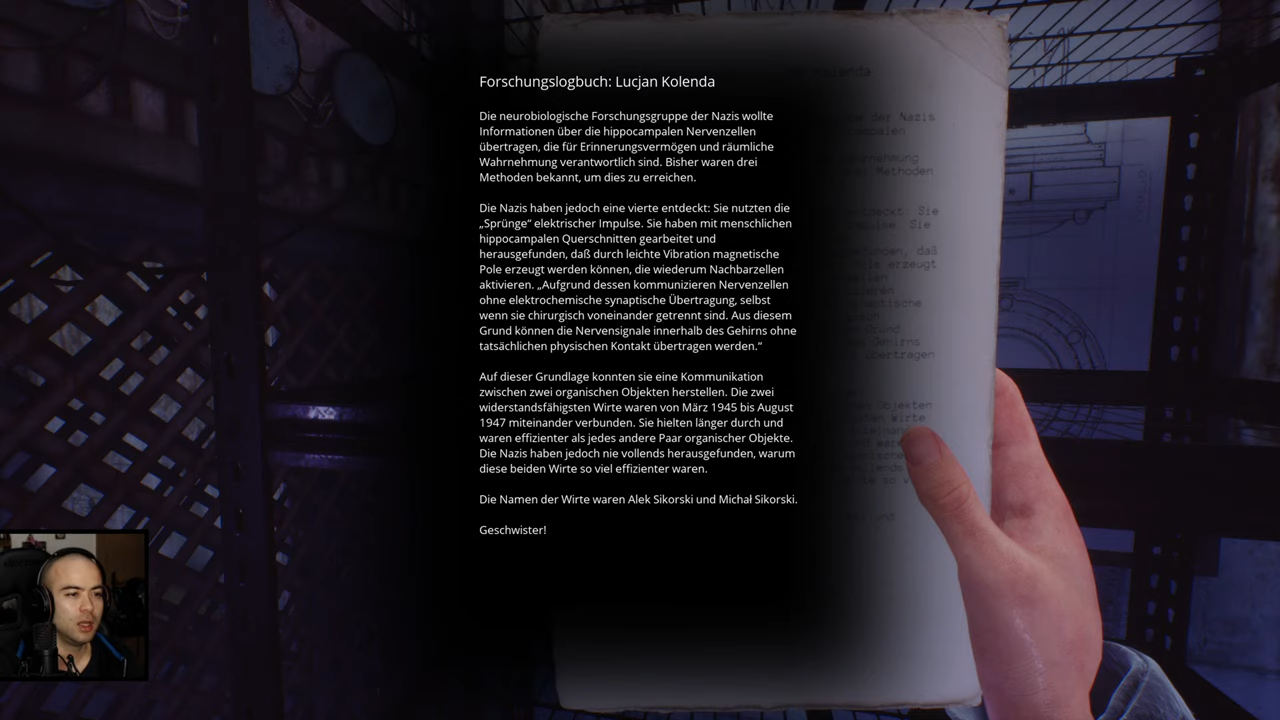 Forschungslogbuch: Lucjan Kolenda
Die neurobiologische Forschungsgruppe der Nazis wollte
Informationen über die hippocampalen Nervenzellen
übertragen, die für Erinnerungsvermögen und räumliche
Wahrnehmung verantwortlich sind. Bisher waren drei
Methoden bekannt, um dies zu erreichen.
Die Nazis haben jedoch eine vierte entdeckt: Sie nutzten die
„Sprünge“ elektrischer Impulse. Sie haben mit menschlichen
hippocampalen Querschnitten gearbeitet und
herausgefunden, daß durch leichte Vibration magnetische
Pole erzeugt werden können, die wiederum Nachbarzellen
aktivieren. „Aufgrund dessen kommunizieren Nervenzellen
ohne elektrochemische synaptische Übertragung, selbst
wenn sie chirurgisch voneinander getrennt sind. Aus diesem
Grund können die Nervensignale innerhalb des Gehirns ohne
tatsächlichen physischen Kontakt übertragen werden.“
Auf dieser Grundlage konnten sie eine Kommunikation
zwischen zwei organischen Objekten herstellen. Die zwei
widerstandsfähigsten Wirte waren von März 1945 bis August
1947 miteinander verbunden. Sie hielten länger durch und
waren effizienter als jedes andere Paar organischer Objekte.
Die Nazis haben jedoch nie vollends herausgefunden, warum
diese beiden Wirte so viel effizienter waren.
Die Namen der Wirte waren Alek Sikorski und Michał Sikorski.
Geschwister!